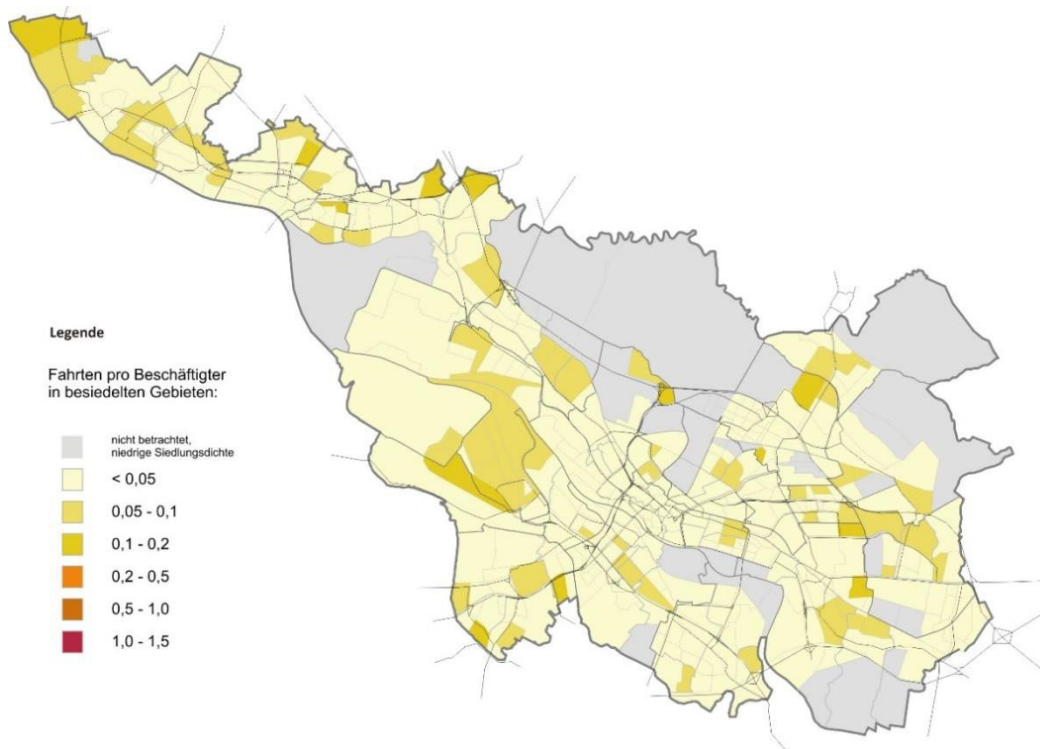 Legende
Fahrten pro Beschäftigter
in besiedelten Gebieten:
nicht betrachtet,
niedrige Siedlungsdichte
< 0,05
0,05 - 0,1
0,1 - 0,2
0,2 - 0,5
0,5 - 1,0
1,0 - 1,5